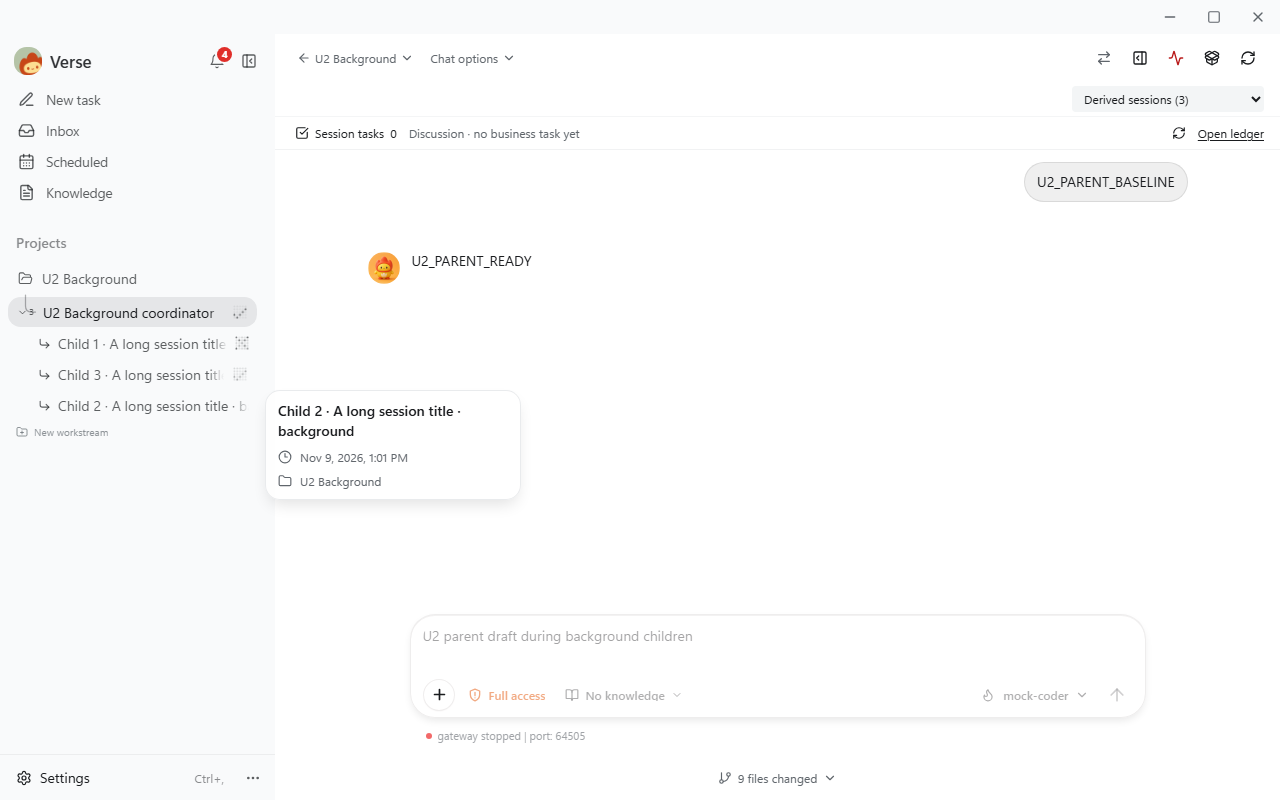 Verse
4
New task
Inbox
Scheduled
Knowledge
Projects
U2 Background
3
U2 Background coordinator
Child 1 · A long session title
Child 3 · A long session titl
Child 2 · A long session title · b
New workstream
Settings
Ctrl+,
U2 Background
Chat options
Derived sessions (3)
Session tasks 0
Discussion · no business task yet
Open ledger
U2_PARENT_BASELINE
U2_PARENT_READY
Child 2 · A long session title ·
background
Nov 9, 2026, 1:01 PM
U2 Background
U2 parent draft during background children
Full access
No knowledge
mock-coder
gateway stopped | port: 64505
9 files changed